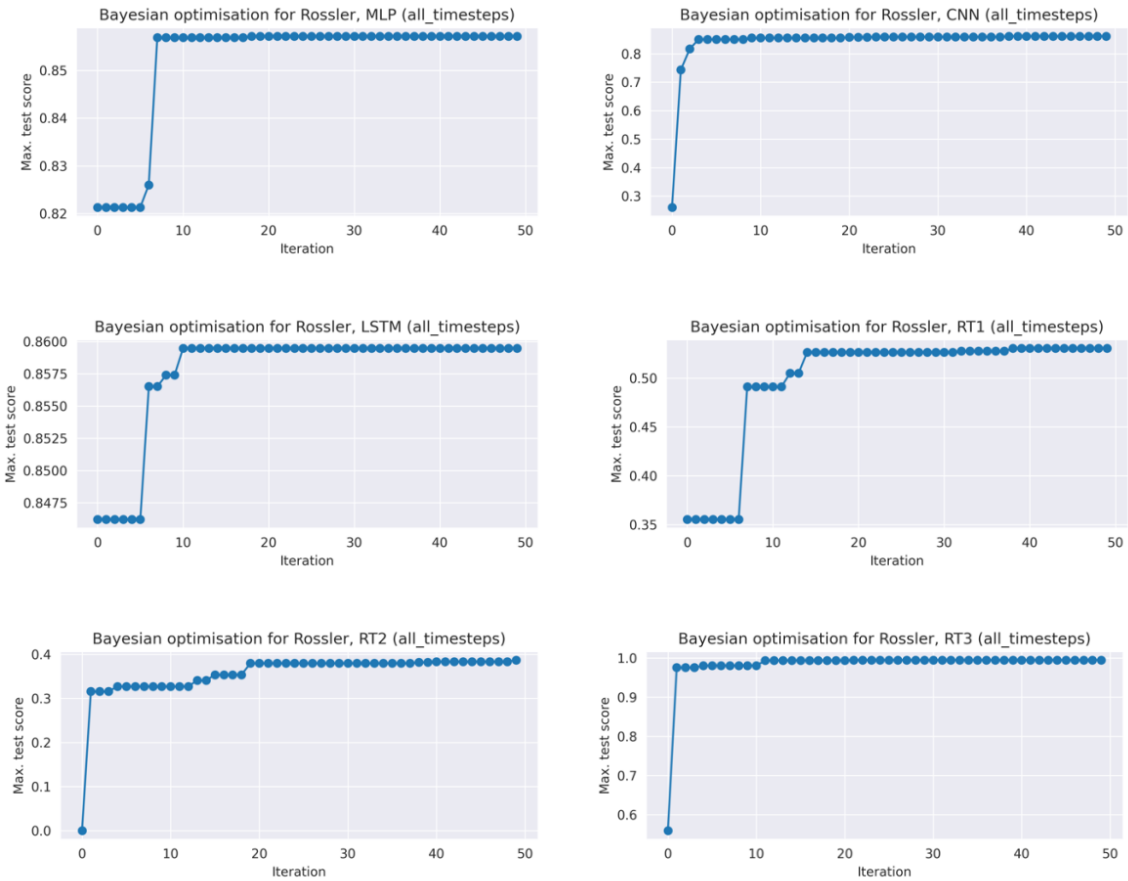 Bayesian optimisation for Rossler, MLP (all_timesteps)
Max. test score
0.85
0.84
0.83
0.82
0 10 20 30 40 50
Iteration
Bayesian optimisation for Rossler, CNN (all_timesteps)
Max. test score
0.8
0.7
0.6
0.5
0.4
0.3
0 10 20 30 40 50
Iteration
Bayesian optimisation for Rossler, LSTM (all_timesteps)
Max. test score
0.8600
0.8575
0.8550
0.8525
0.8500
0.8475
0 10 20 30 40 50
Iteration
Bayesian optimisation for Rossler, RT1 (all_timesteps)
Max. test score
0.50
0.45
0.40
0.35
0 10 20 30 40 50
Iteration
Bayesian optimisation for Rossler, RT2 (all_timesteps)
Max. test score
0.4
0.3
0.2
0.1
0.0
0 10 20 30 40 50
Iteration
Bayesian optimisation for Rossler, RT3 (all_timesteps)
Max. test score
1.0
0.9
0.8
0.7
0.6
0 10 20 30 40 50
Iteration